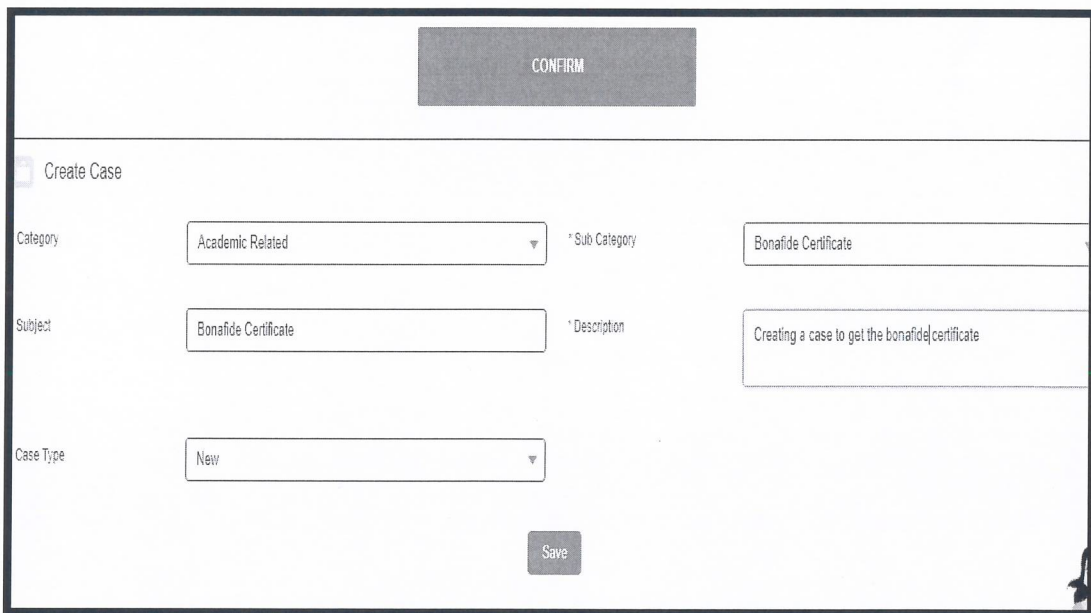 CONFIRM
Create Case
Category
Academic Related
* Sub Category
Bonafide Certificate
Subject
Bonafide Certificate
* Description
Creating a case to get the bonafide certificate
Case Type
New
Save